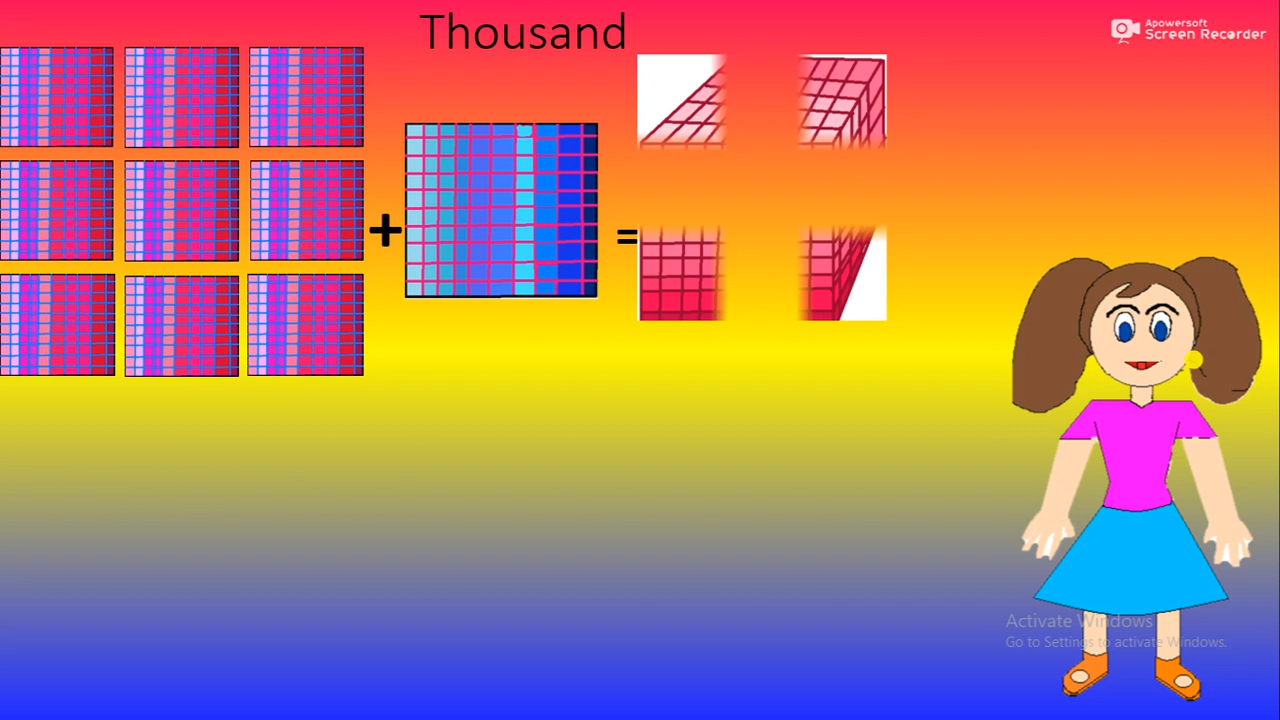 Thousand
Apowersoft
Screen Recorder
+
=
Activate Windows
Go to Settings to activate Windows.